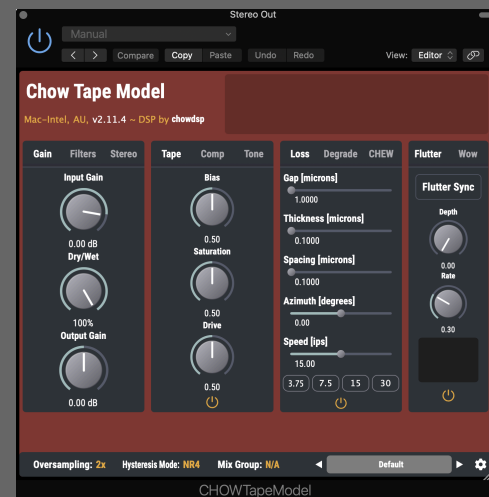 Stereo Out
Manual
Compare Copy Paste Undo Redo View: Editor
Chow Tape Model
Mac-Intel, AU, v2.11.4 ~ DSP by chowdsp
Gain Filters Stereo
Input Gain
0.00 dB
Dry/Wet
100%
Output Gain
0.00 dB
Tape Comp Tone
Bias
0.50
Saturation
0.50
Drive
0.50
Loss Degrade CHEW
Gap [microns]
1.0000
Thickness [microns]
0.1000
Spacing [microns]
0.1000
Azimuth [degrees]
0.00
Speed [ips]
15.00
3.75 7.5 15 30
Flutter Wow
Flutter Sync
Depth
0.00
Rate
0.30
Oversampling: 2x Hysteresis Mode: NR4 Mix Group: N/A Default
CHOWTapeModel